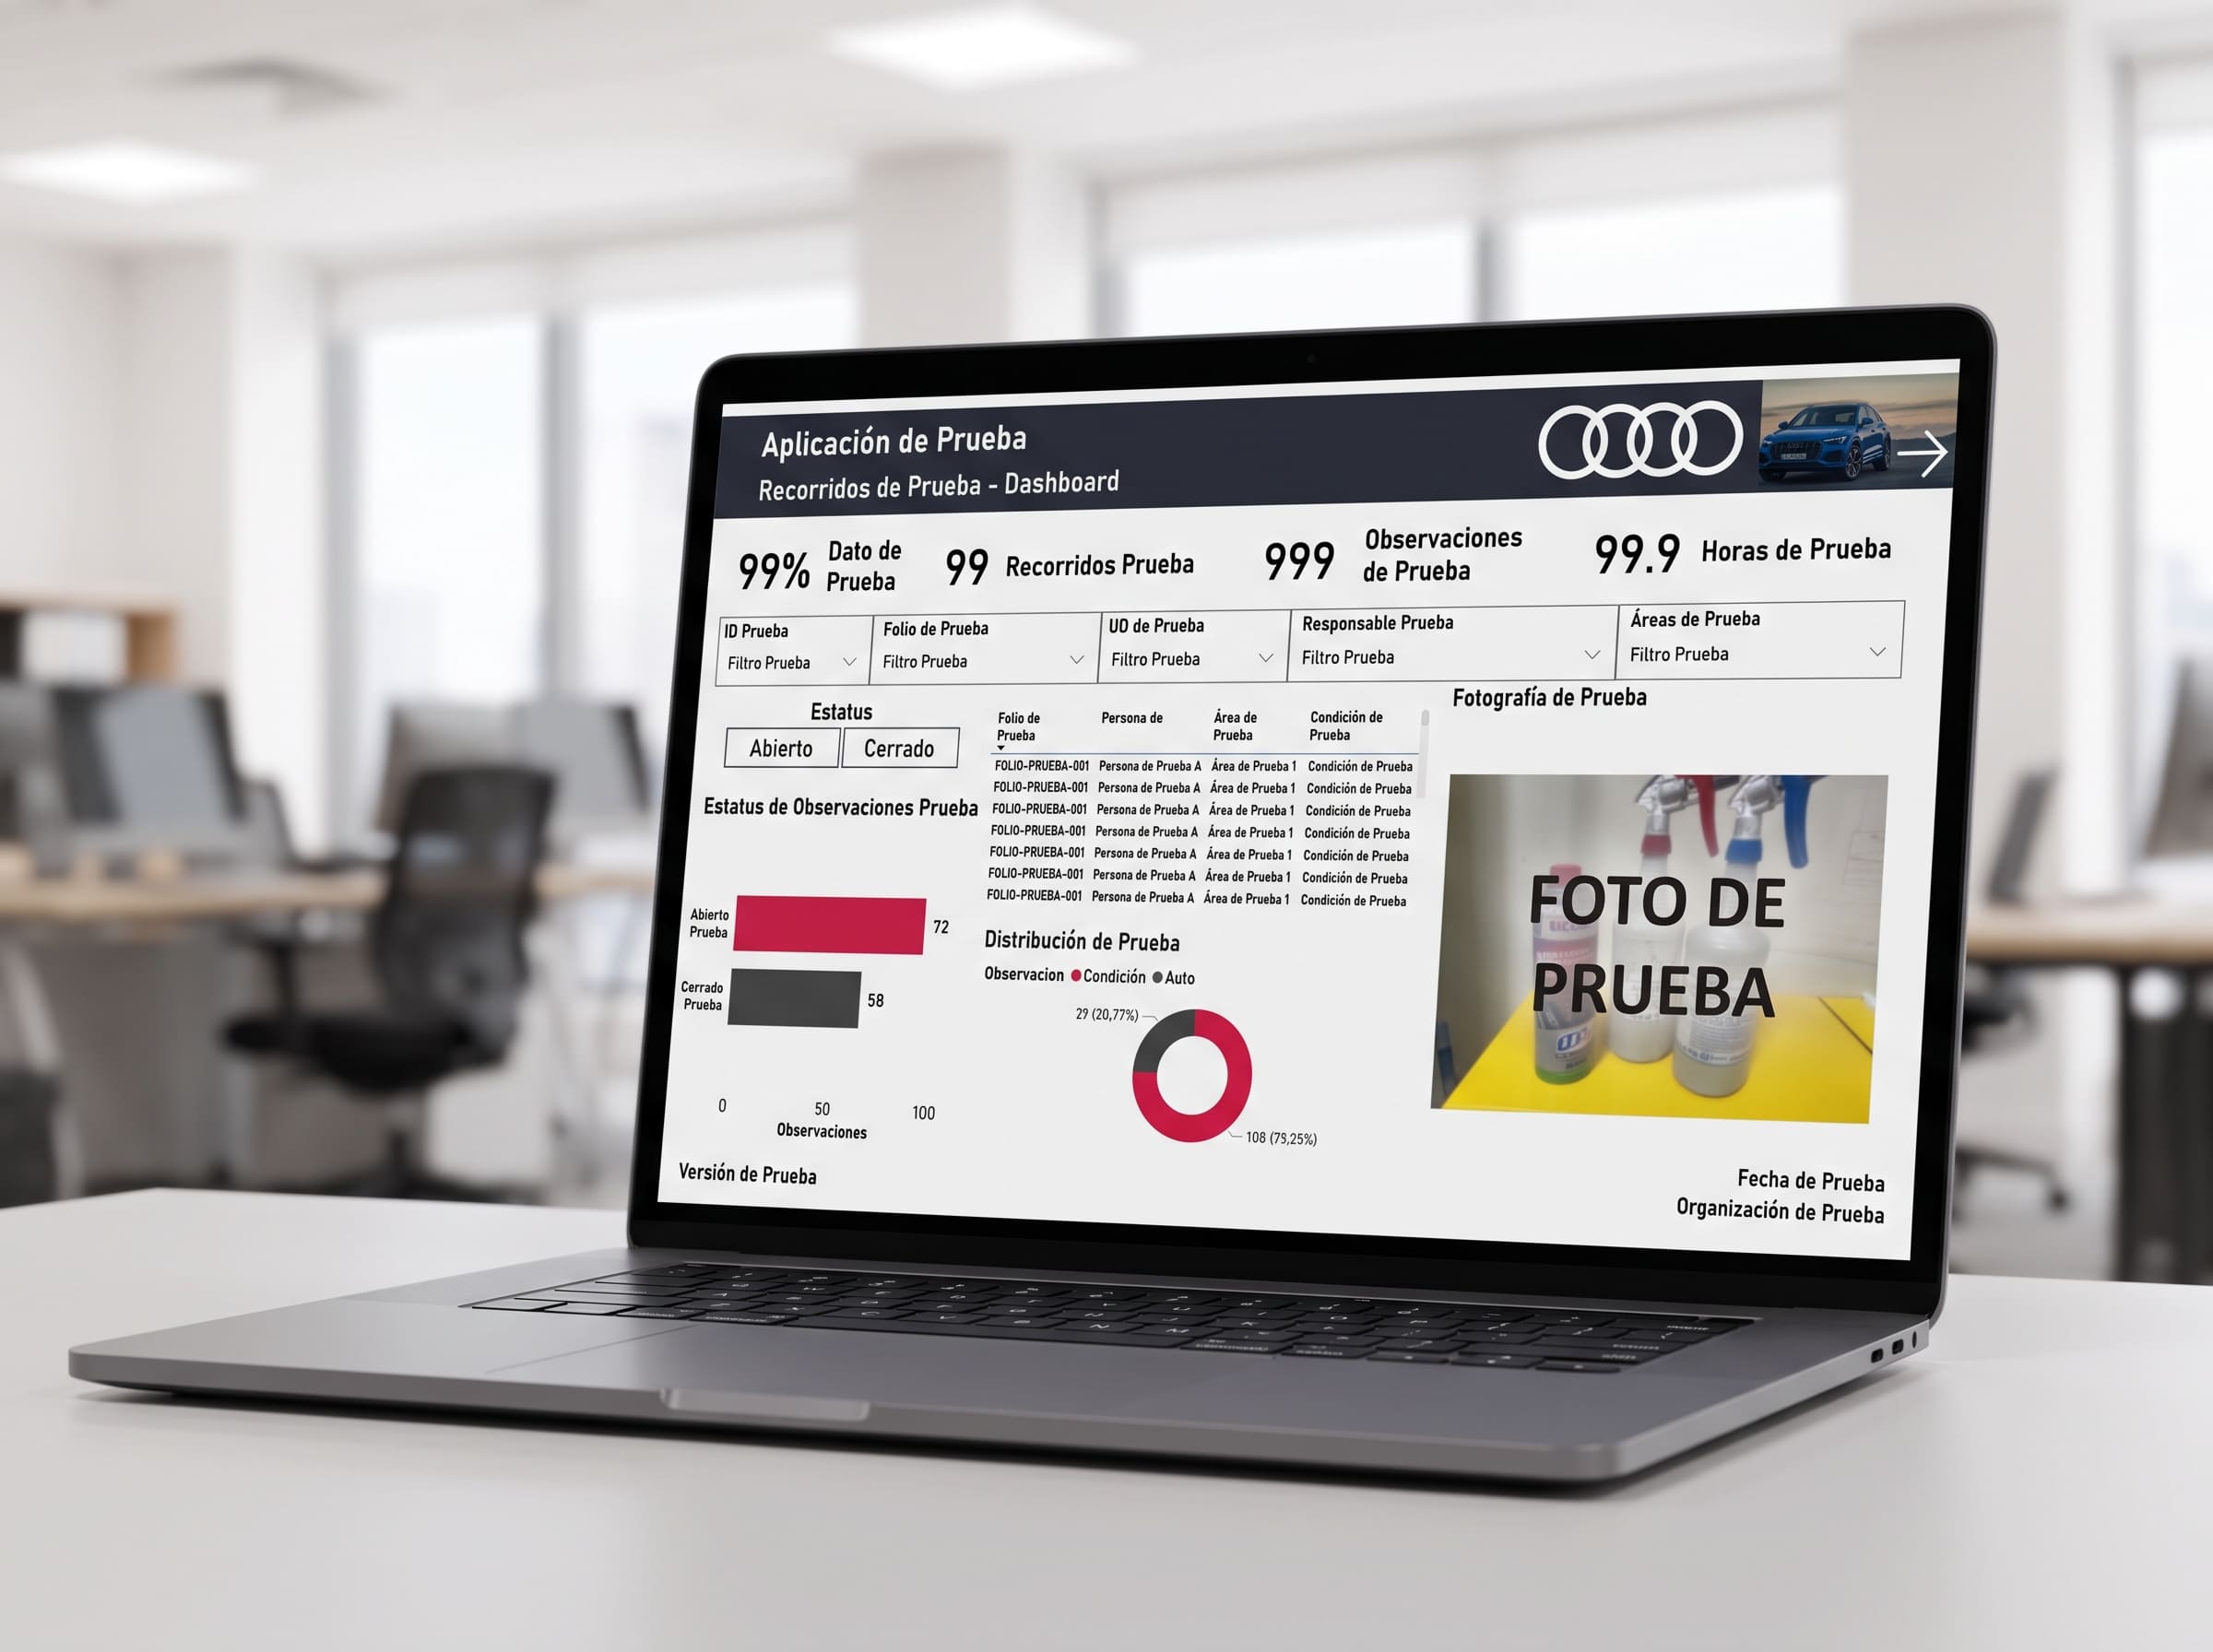 Aplicación de Prueba
Recorridos de Prueba - Dashboard
99% Dato de Prueba
99 Recorridos Prueba
999 Observaciones de Prueba
99.9 Horas de Prueba
ID Prueba
Filtro Prueba
Folio de Prueba
Filtro Prueba
UO de Prueba
Filtro Prueba
Responsable Prueba
Filtro Prueba
Áreas de Prueba
Filtro Prueba
Estatus
Abierto Cerrado
Estatus de Observaciones Prueba
Abierto Prueba 72
Cerrado Prueba 58
0 50 100
Observaciones
Versión de Prueba
Folio de Prueba Persona de Área de Prueba Condición de Prueba
FOLIO-PRUEBA-001 Persona de Prueba A Área de Prueba 1 Condición de Prueba
FOLIO-PRUEBA-001 Persona de Prueba A Área de Prueba 1 Condición de Prueba
FOLIO-PRUEBA-001 Persona de Prueba A Área de Prueba 1 Condición de Prueba
FOLIO-PRUEBA-001 Persona de Prueba A Área de Prueba 1 Condición de Prueba
FOLIO-PRUEBA-001 Persona de Prueba A Área de Prueba 1 Condición de Prueba
FOLIO-PRUEBA-001 Persona de Prueba A Área de Prueba 1 Condición de Prueba
FOLIO-PRUEBA-001 Persona de Prueba A Área de Prueba 1 Condición de Prueba
Distribución de Prueba
Observacion Condición Auto
29 (20,77%)
108 (79,25%)
Fotografía de Prueba
FOTO DE
PRUEBA
Fecha de Prueba
Organización de Prueba